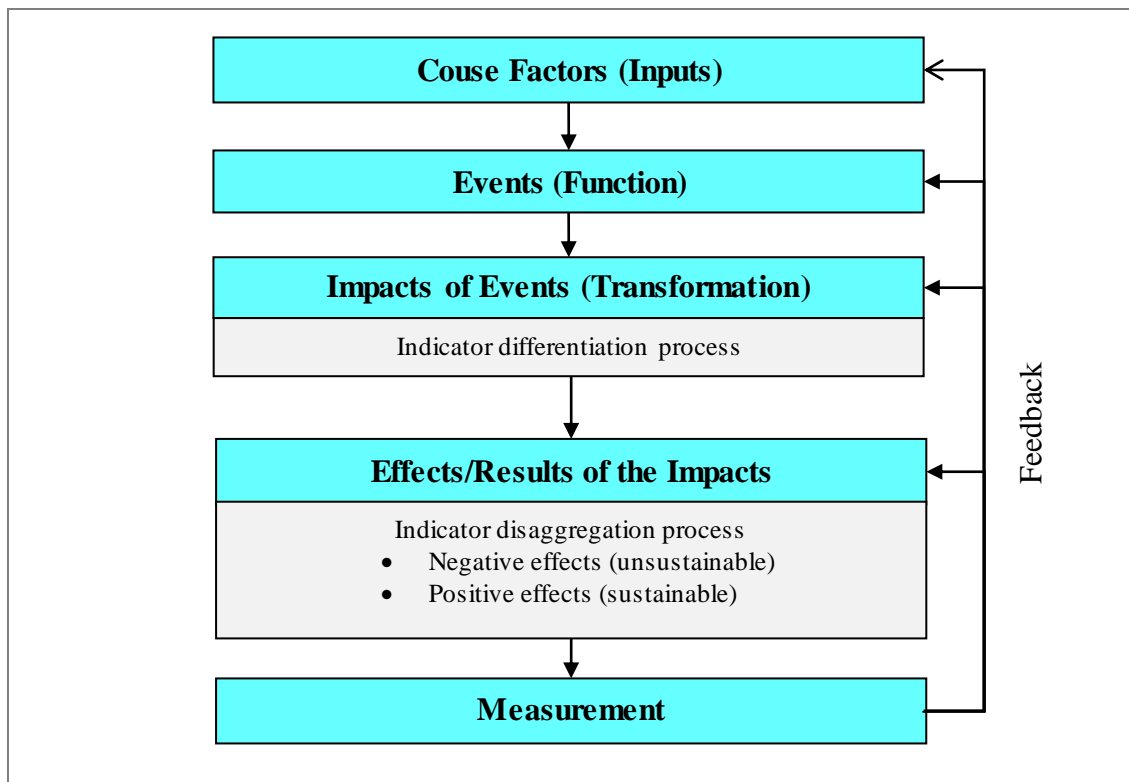 Couse Factors (Inputs)
Events (Function)
Impacts of Events (Transformation)
Indicator differentiation process
Effects/Results of the Impacts
Indicator disaggregation process
• Negative effects (unsustainable)
• Positive effects (sustainable)
Measurement
Feedback